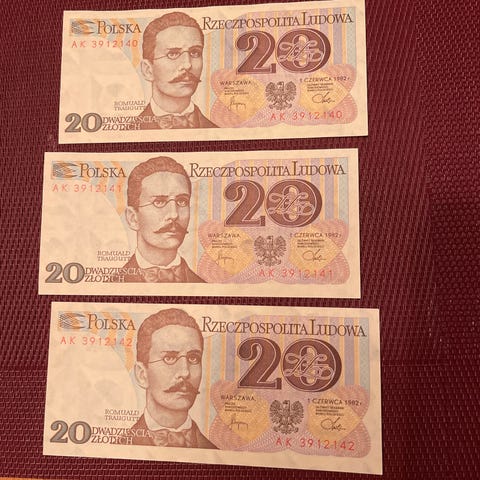 POLSKA RZECZPOSPOLITA LUDOWA
AK 3912140
20
WARSZAWA, 1 CZERWCA 1982 r.
ROMUALD
TRAUGUTT
AK 3912140
20 DWADZIEŚCIA
ZŁOTYCH
POLSKA RZECZPOSPOLITA LUDOWA
AK 3912141
20
WARSZAWA, 1 CZERWCA 1982 r.
ROMUALD
TRAUGUTT
AK 3912141
20 DWADZIEŚCIA
ZŁOTYCH
POLSKA RZECZPOSPOLITA LUDOWA
AK 3912142
20
WARSZAWA, 1 CZERWCA 1982 r.
ROMUALD
TRAUGUTT
AK 3912142
20 DWADZIEŚCIA
ZŁOTYCH